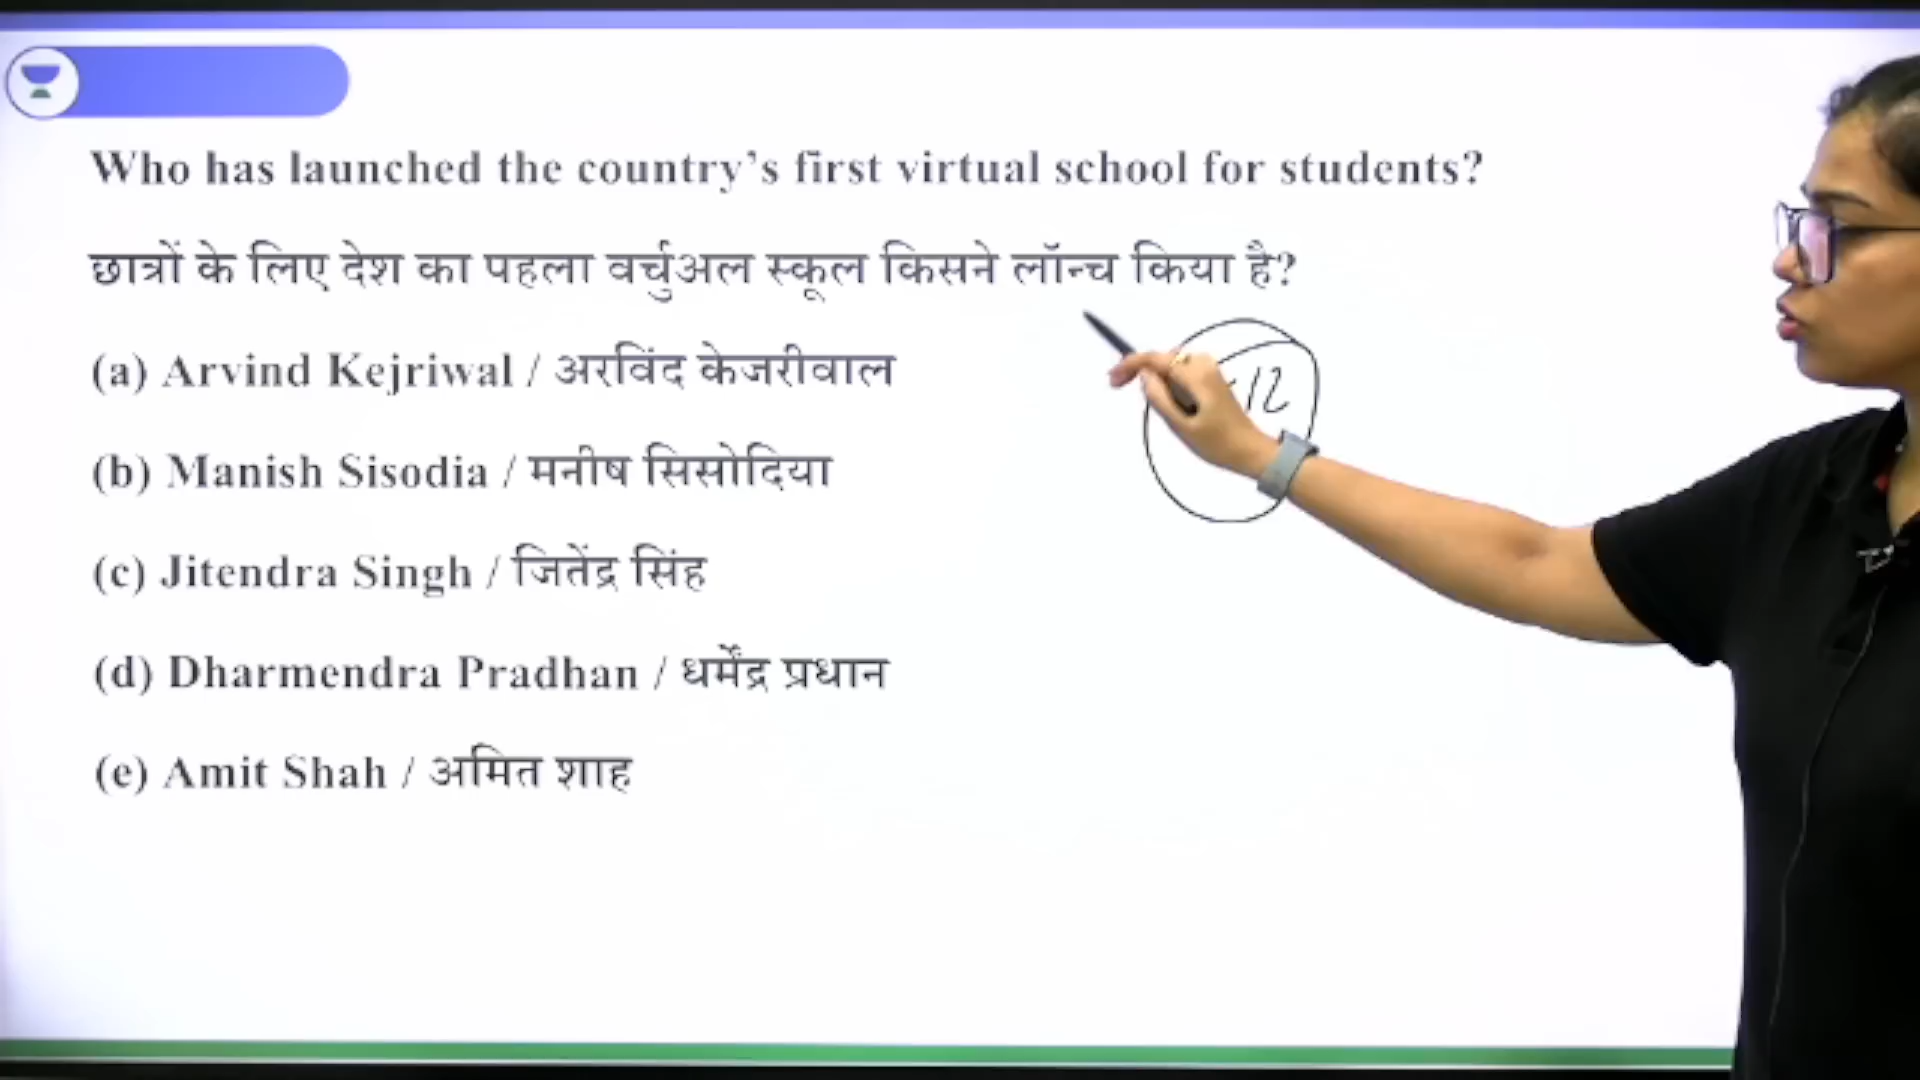 Who has launched the country's first virtual school for students?
छात्रों के लिए देश का पहला वर्चुअल स्कूल किसने लॉन्च किया है?
(a) Arvind Kejriwal / अरविंद केजरीवाल
(b) Manish Sisodia / मनीष सिसोदिया
(c) Jitendra Singh / जितेंद्र सिंह
(d) Dharmendra Pradhan / धर्मेंद्र प्रधान
(e) Amit Shah / अमित शाह
-12